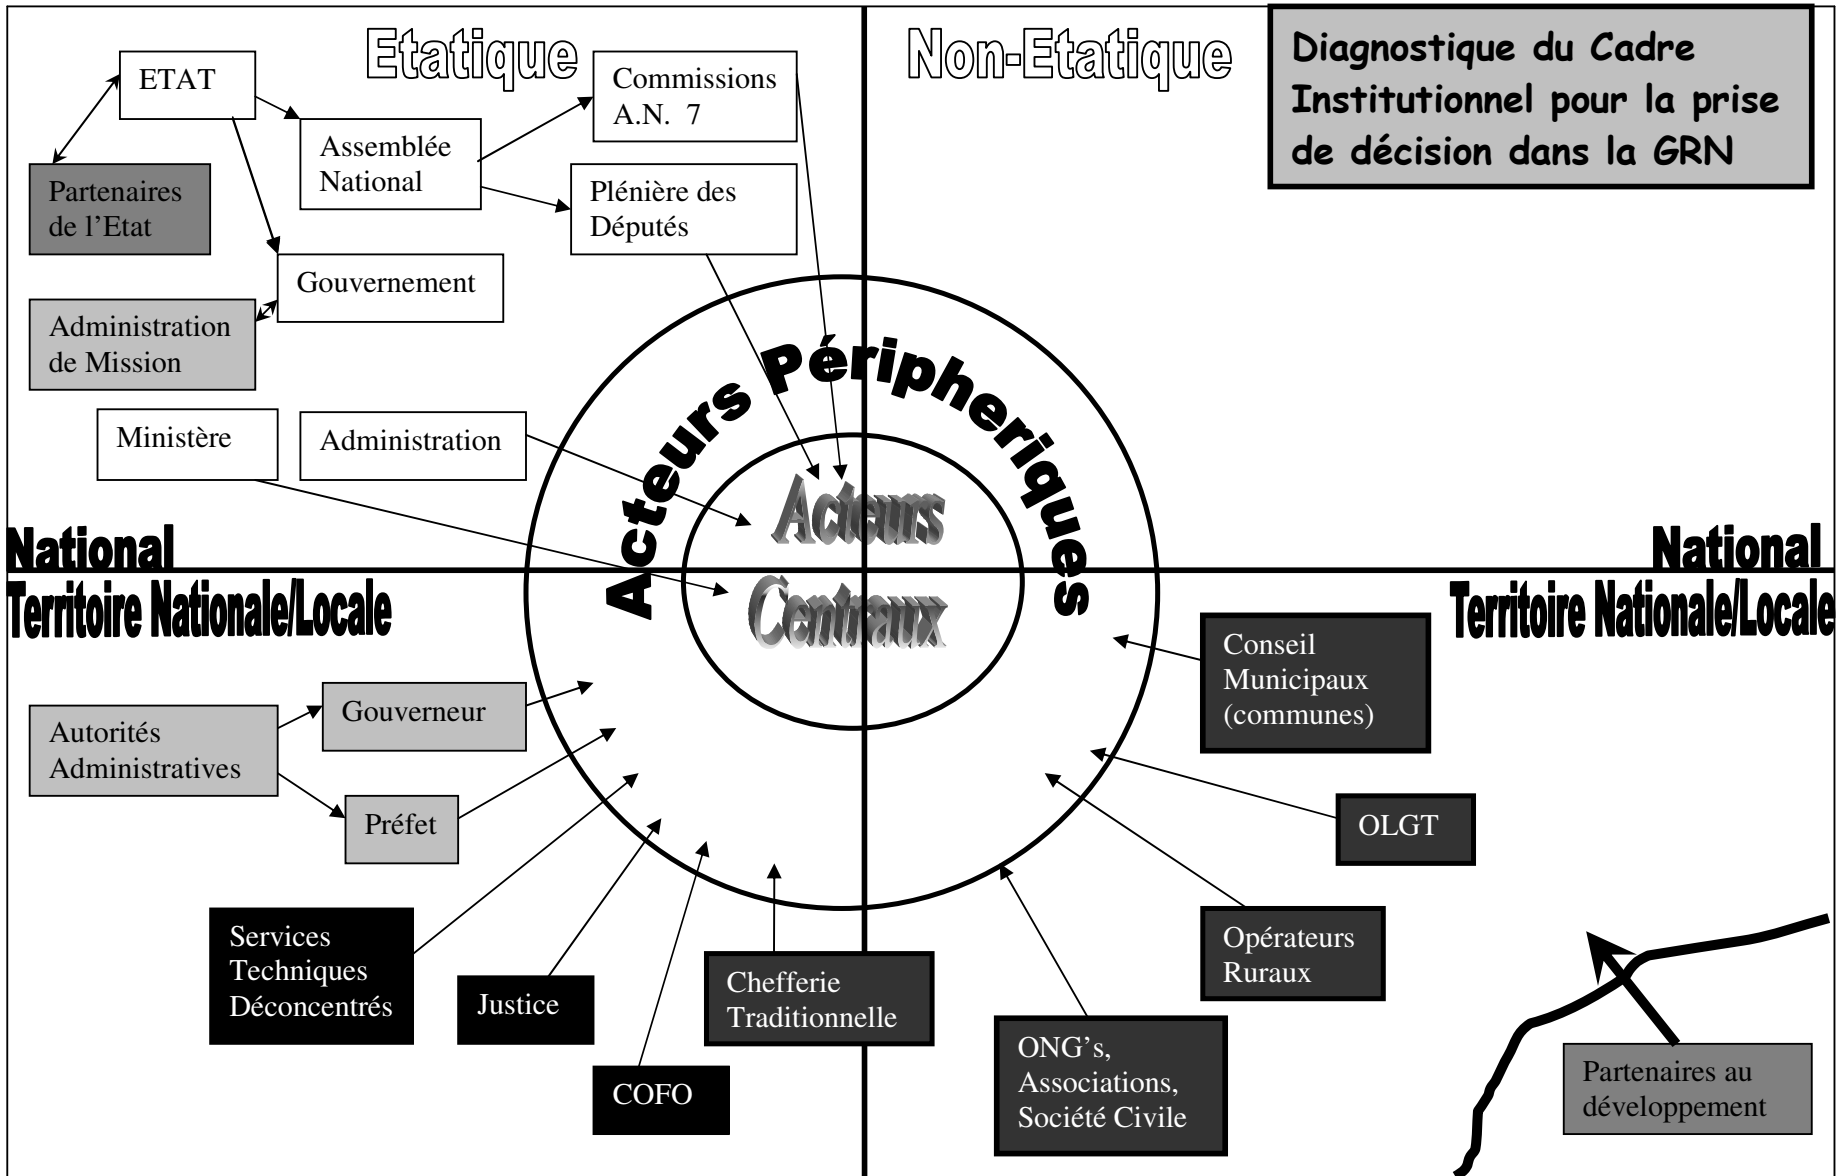 Etatique
Non-Etatique
Diagnostique du Cadre
Institutionnel pour la prise
de décision dans la GRN
ETAT
Commissions
A.N.  7
Assemblée
National
Partenaires
de l'Etat
Plénière des
Députés
Gouvernement
Administration
de Mission
Ministère
Administration
Acteurs Péripheriques
Acteurs
Centraux
National
National
Territoire Nationale/Locale
Territoire Nationale/Locale
Autorités
Administratives
Gouverneur
Préfet
Services
Techniques
Déconcentrés
Justice
COFO
Chefferie
Traditionnelle
Conseil
Municipaux
(communes)
OLGT
Opérateurs
Ruraux
ONG's,
Associations,
Société Civile
Partenaires au
développement